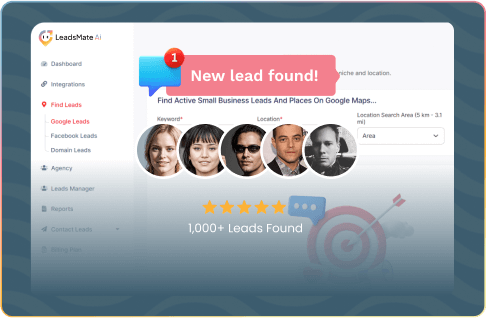 LeadsMate Ai
1
New lead found!
niche and location.
Dashboard
Integrations
Find Leads
Google Leads
Facebook Leads
Domain Leads
Agency
Leads Manager
Reports
Contact Leads
Find Active Small Business Leads And Places On Google Maps...
Keyword*
Location*
Location Search Area (5 km - 3.1
mi)
Area
1,000+ Leads Found